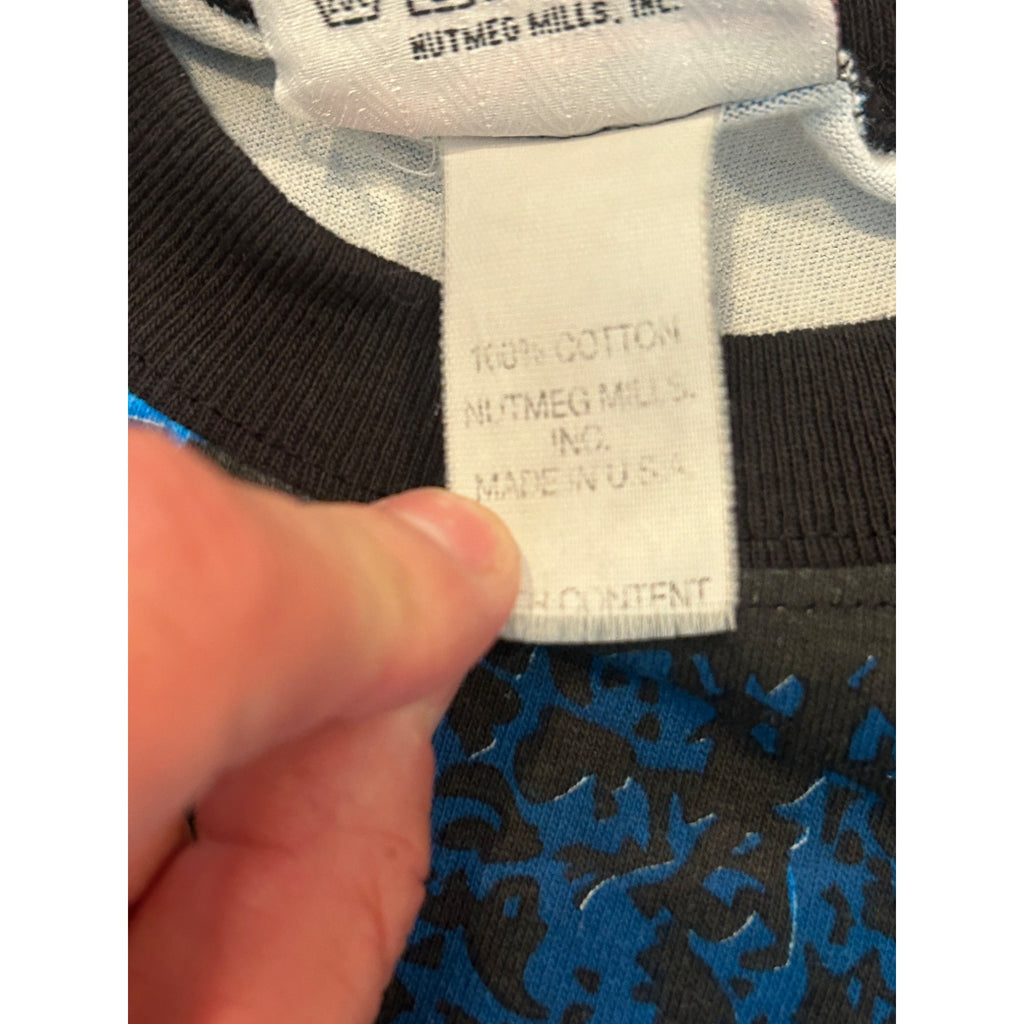 NUTMEG MILLS, INC.
100% COTTON
NUTMEG MILLS.
INC.
MADE IN U.S.A.
CONTENT